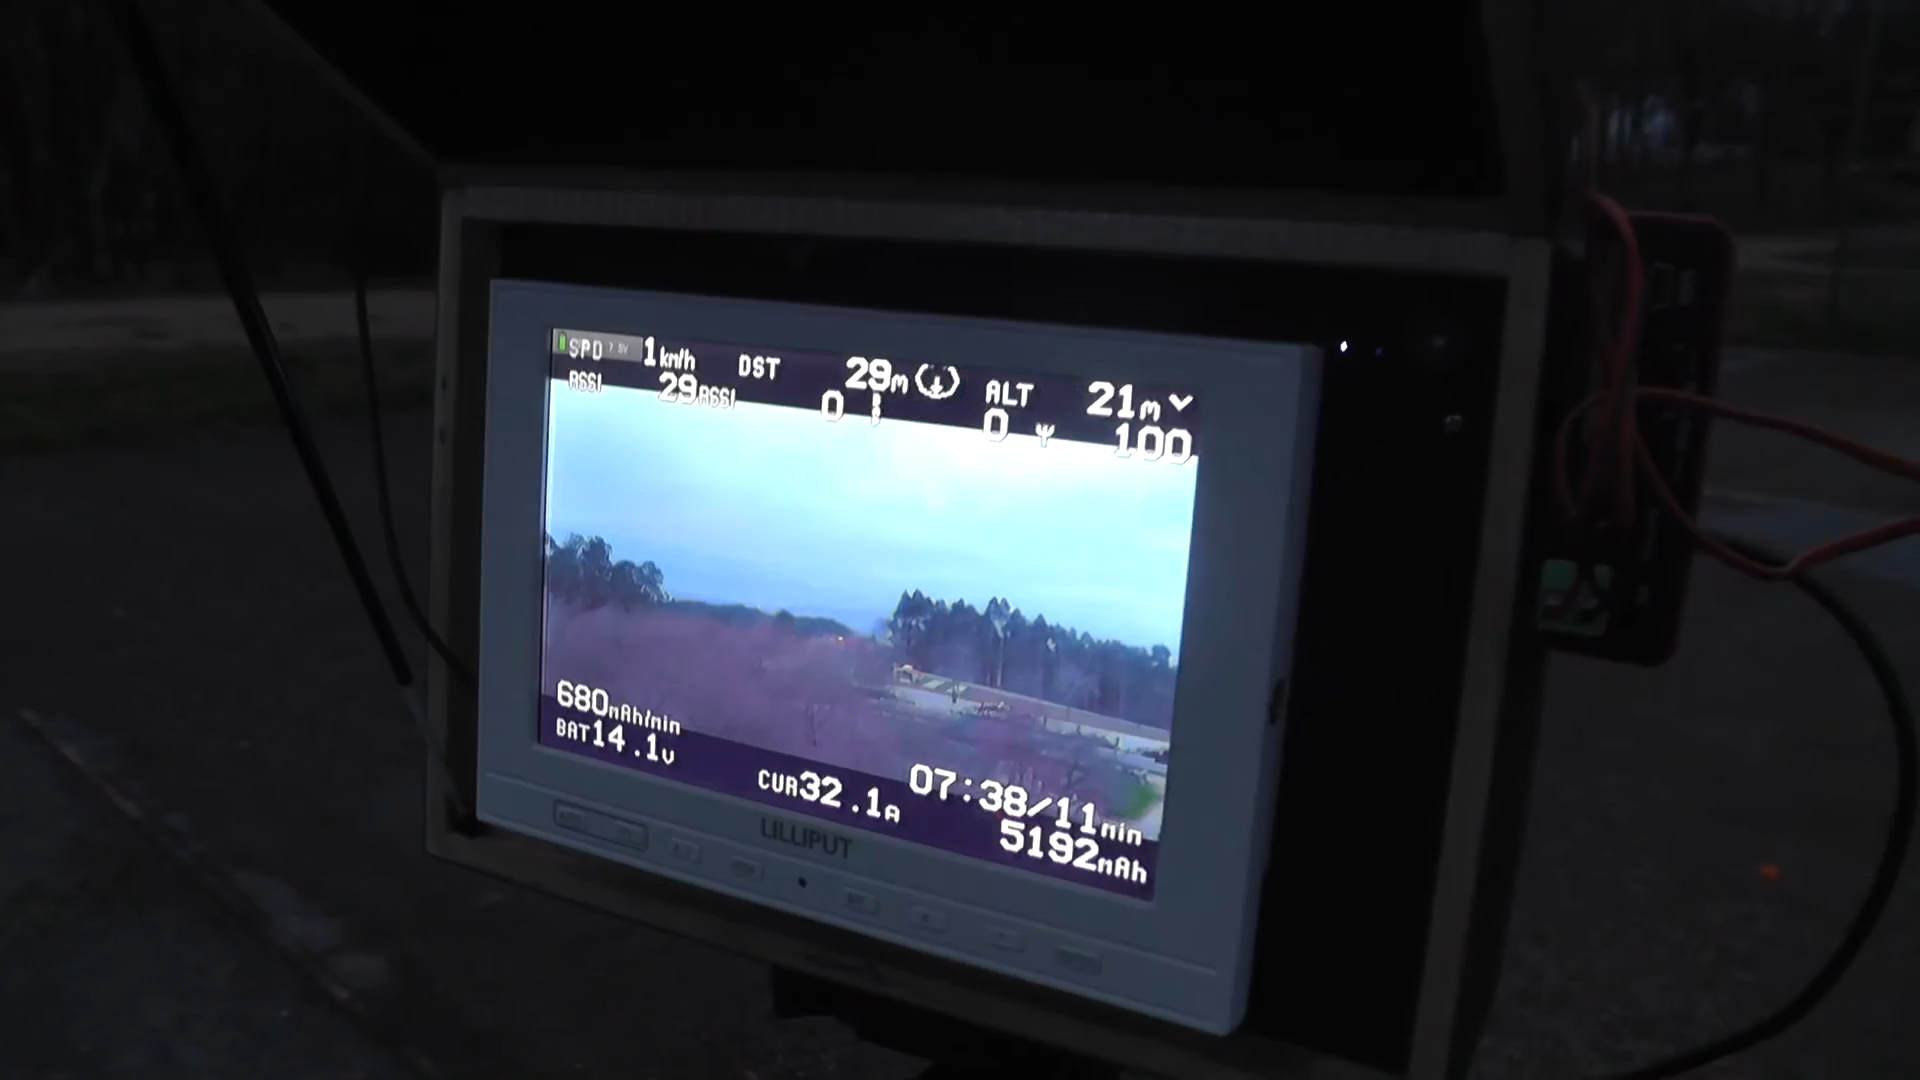 SPD 1km/h DST 29m ALT 21m
RSSI 29RSSI 0 0 100
680mAh/min
BAT14.1v
CUR32.1A
07:38/11min
5192mAh
LILLIPUT